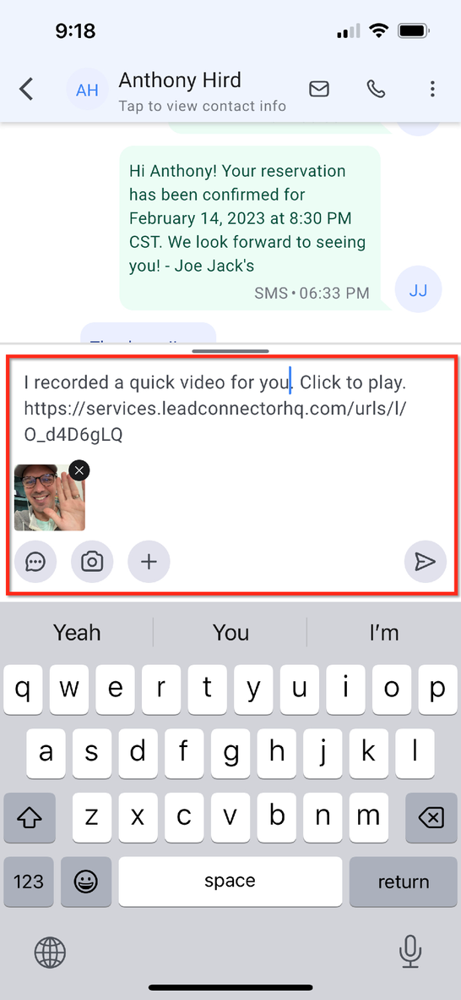 9:18
AH
Anthony Hird
Tap to view contact info
Hi Anthony! Your reservation
has been confirmed for
February 14, 2023 at 8:30 PM
CST. We look forward to seeing
you! - Joe Jack's
SMS • 06:33 PM
JJ
I recorded a quick video for you. Click to play.
https://services.leadconnectorhq.com/urls/l/
O_d4D6gLQ
Yeah You I'm
q w e r t y u i o p
a s d f g h j k l
z x c v b n m
123 space return